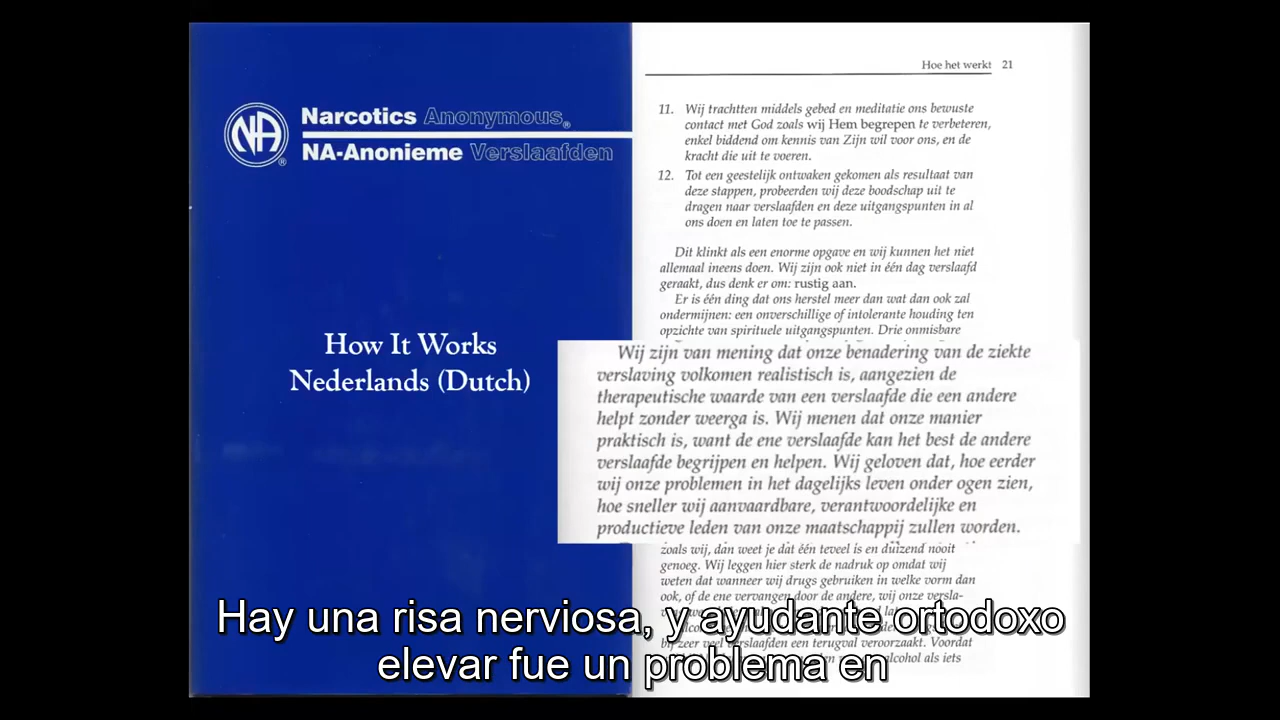 Narcotics Anonymous®
NA-Anonieme Verslaafden
NA
®
How It Works
Nederlands (Dutch)
Hoe het werkt 21
11. Wij trachtten middels gebed en meditatie ons bewuste
contact met God zoals wij Hem begrepen te verbeteren,
enkel biddend om kennis van Zijn wil voor ons, en de
kracht die uit te voeren.
12. Tot een geestelijk ontwaken gekomen als resultaat van
deze stappen, probeerden wij deze boodschap uit te
dragen naar verslaafden en deze uitgangspunten in al
ons doen en laten toe te passen.
Dit klinkt als een enorme opgave en wij kunnen het niet
allemaal ineens doen. Wij zijn ook niet in één dag verslaafd
geraakt, dus denk er om: rustig aan.
Er is één ding dat ons herstel meer dan wat dan ook zal
ondermijnen: een onverschillige of intolerante houding ten
opzichte van spirituele uitgangspunten. Drie onmisbare
Wij zijn van mening dat onze benadering van de ziekte
verslaving volkomen realistisch is, aangezien de
therapeutische waarde van een verslaafde die een andere
helpt zonder weerga is. Wij menen dat onze manier
praktisch is, want de ene verslaafde kan het best de andere
verslaafde begrijpen en helpen. Wij geloven dat, hoe eerder
wij onze problemen in het dagelijks leven onder ogen zien,
hoe sneller wij aanvaardbare, verantwoordelijke en
productieve leden van onze maatschappij zullen worden.
zoals wij, dan weet je dat één teveel is en duizend nooit
genoeg. Wij leggen hier sterk de nadruk op omdat wij
weten dat wanneer wij drugs gebruiken in welke vorm dan
ook, of de ene vervangen door de andere, wij onze versla-
bij zeer veel verslaafden een terugval veroorzaakt. Voordat
alcohol als iets
Hay una risa nerviosa, y ayudante ortodoxo
elevar fue un problema en